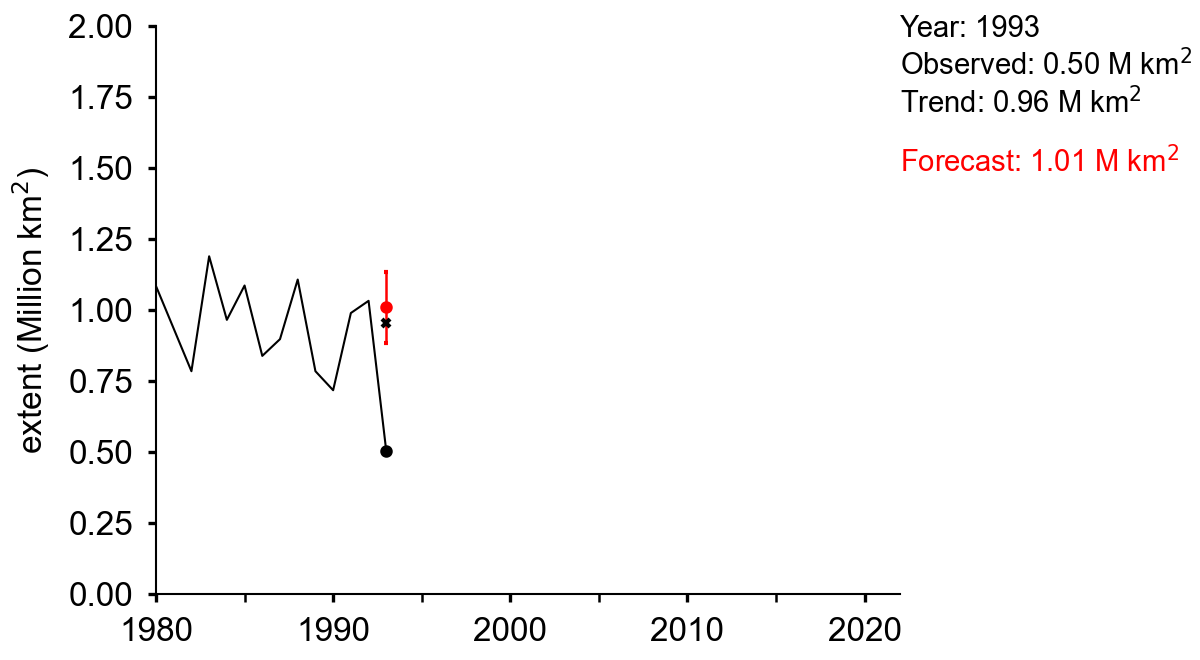 2.00
1.75
1.50
1.25
1.00
0.75
0.50
0.25
0.00
extent (Million km²)
1980 1990 2000 2010 2020
Year: 1993
Observed: 0.50 M km²
Trend: 0.96 M km²
Forecast: 1.01 M km²